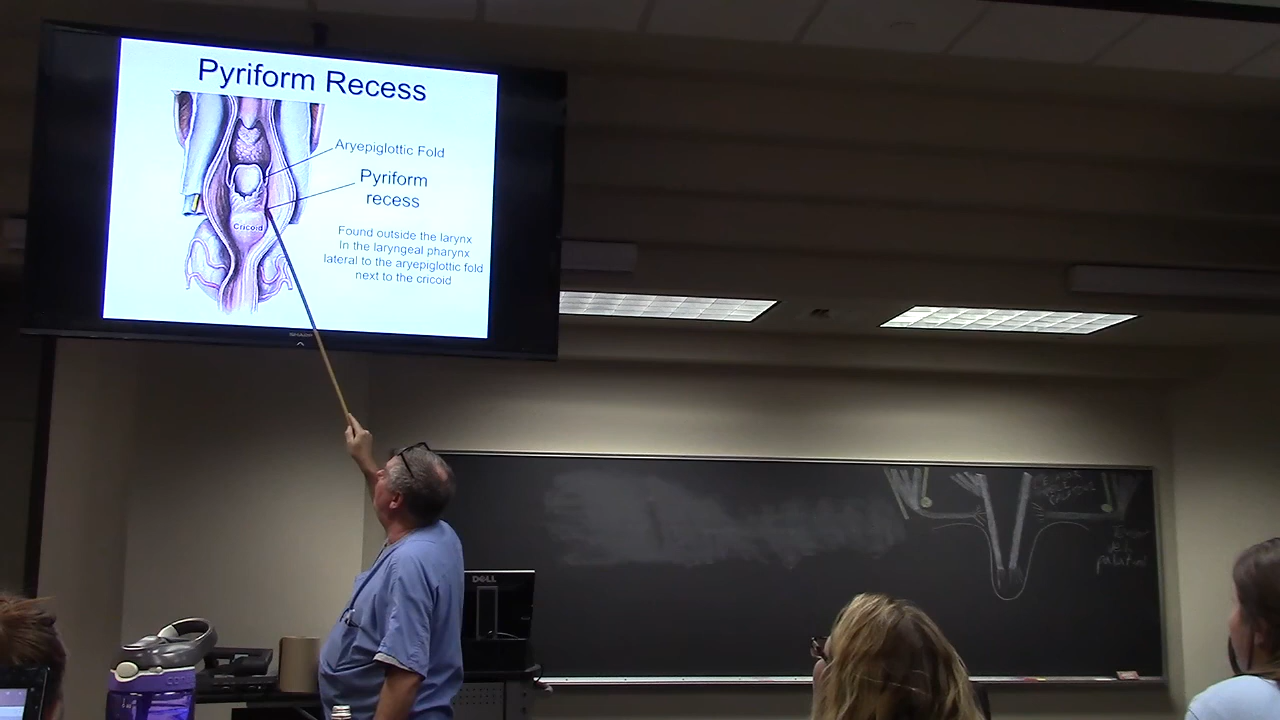 Pyriform Recess
Aryepiglottic Fold
Pyriform
recess
Cricoid
Found outside the larynx
In the laryngeal pharynx
lateral to the aryepiglottic fold
next to the cricoid
SHARP
DELL